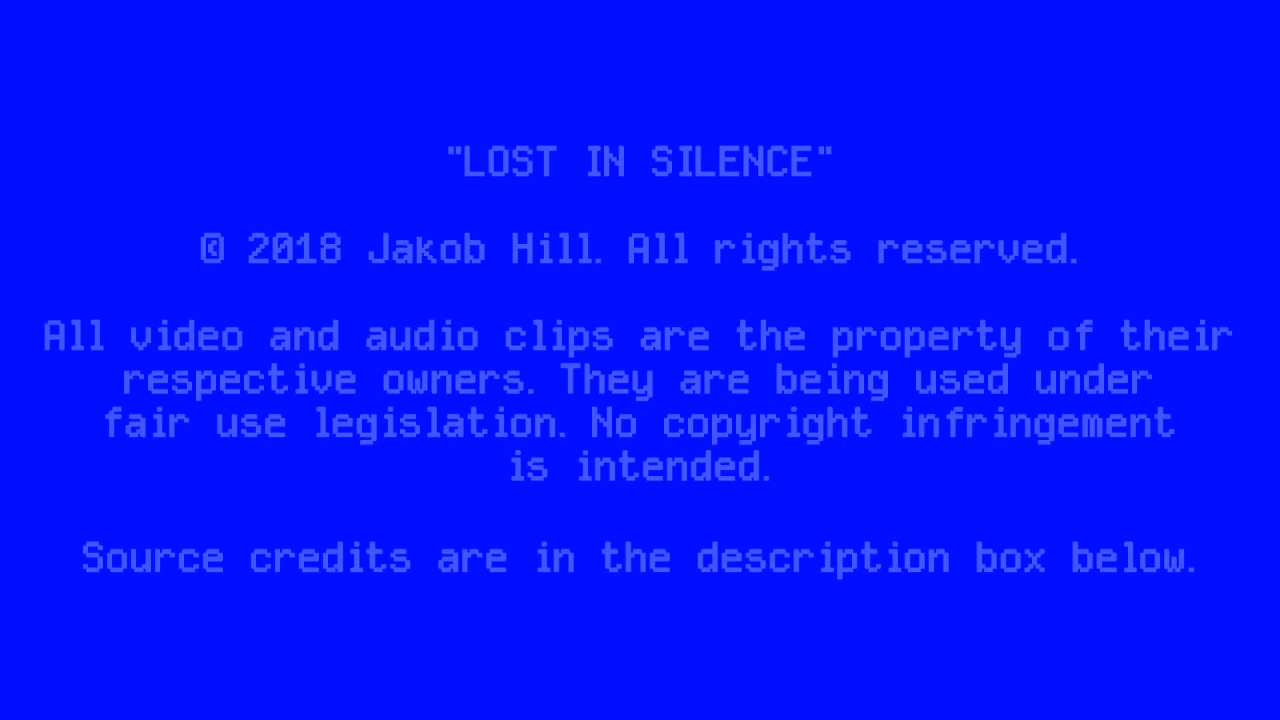 "LOST IN SILENCE"
© 2018 Jakob Hill. All rights reserved.
All video and audio clips are the property of their
respective owners. They are being used under
fair use legislation. No copyright infringement
is intended.
Source credits are in the description box below.